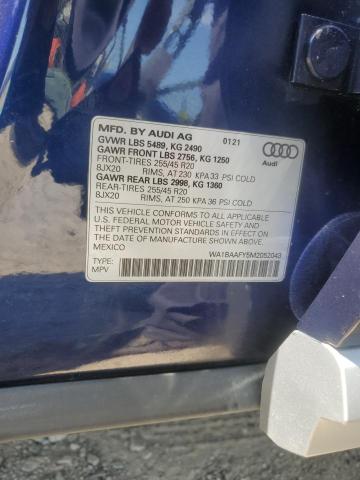 MFD. BY AUDI AG 0121
GVWR LBS 5489, KG 2490
GAWR FRONT LBS 2756, KG 1250
FRONT-TIRES 255/45 R20
8JX20 RIMS, AT 230 KPA 33 PSI COLD
GAWR REAR LBS 2998, KG 1360
REAR-TIRES 255/45 R20
8JX20 RIMS, AT 250 KPA 36 PSI COLD
Audi
THIS VEHICLE CONFORMS TO ALL APPLICABLE
U.S. FEDERAL MOTOR VEHICLE SAFETY AND
THEFT PREVENTION STANDARDS IN EFFECT ON
THE DATE OF MANUFACTURE SHOWN ABOVE.
MEXICO
WA1BAAFY5M2052043
TYPE:
MPV